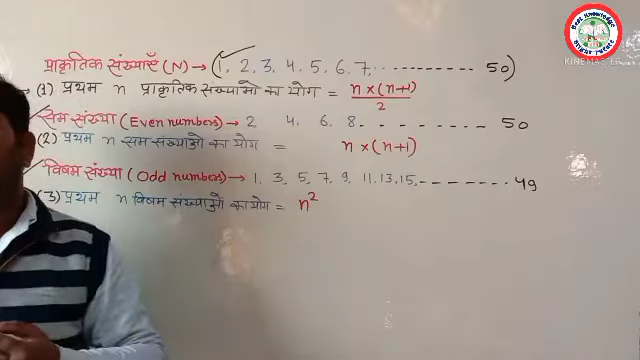 प्राकृतिक संख्याएँ (N) → (1, 2, 3, 4, 5, 6, 7, ----------- 50)
(1) प्रथम n प्राकृतिक संख्याओ का योग = n×(n+1)/2
सम संख्या (Even numbers) → 2 4. 6. 8. - - - - - - - - 50
(2) प्रथम n सम संख्याओ का योग = n×(n+1)
विषम संख्या (Odd numbers) → 1, 3, 5, 7, 9, 11, 13, 15, - - - - - - - - 49
(3) प्रथम n विषम संख्याओ का योग = n²
KINEMA